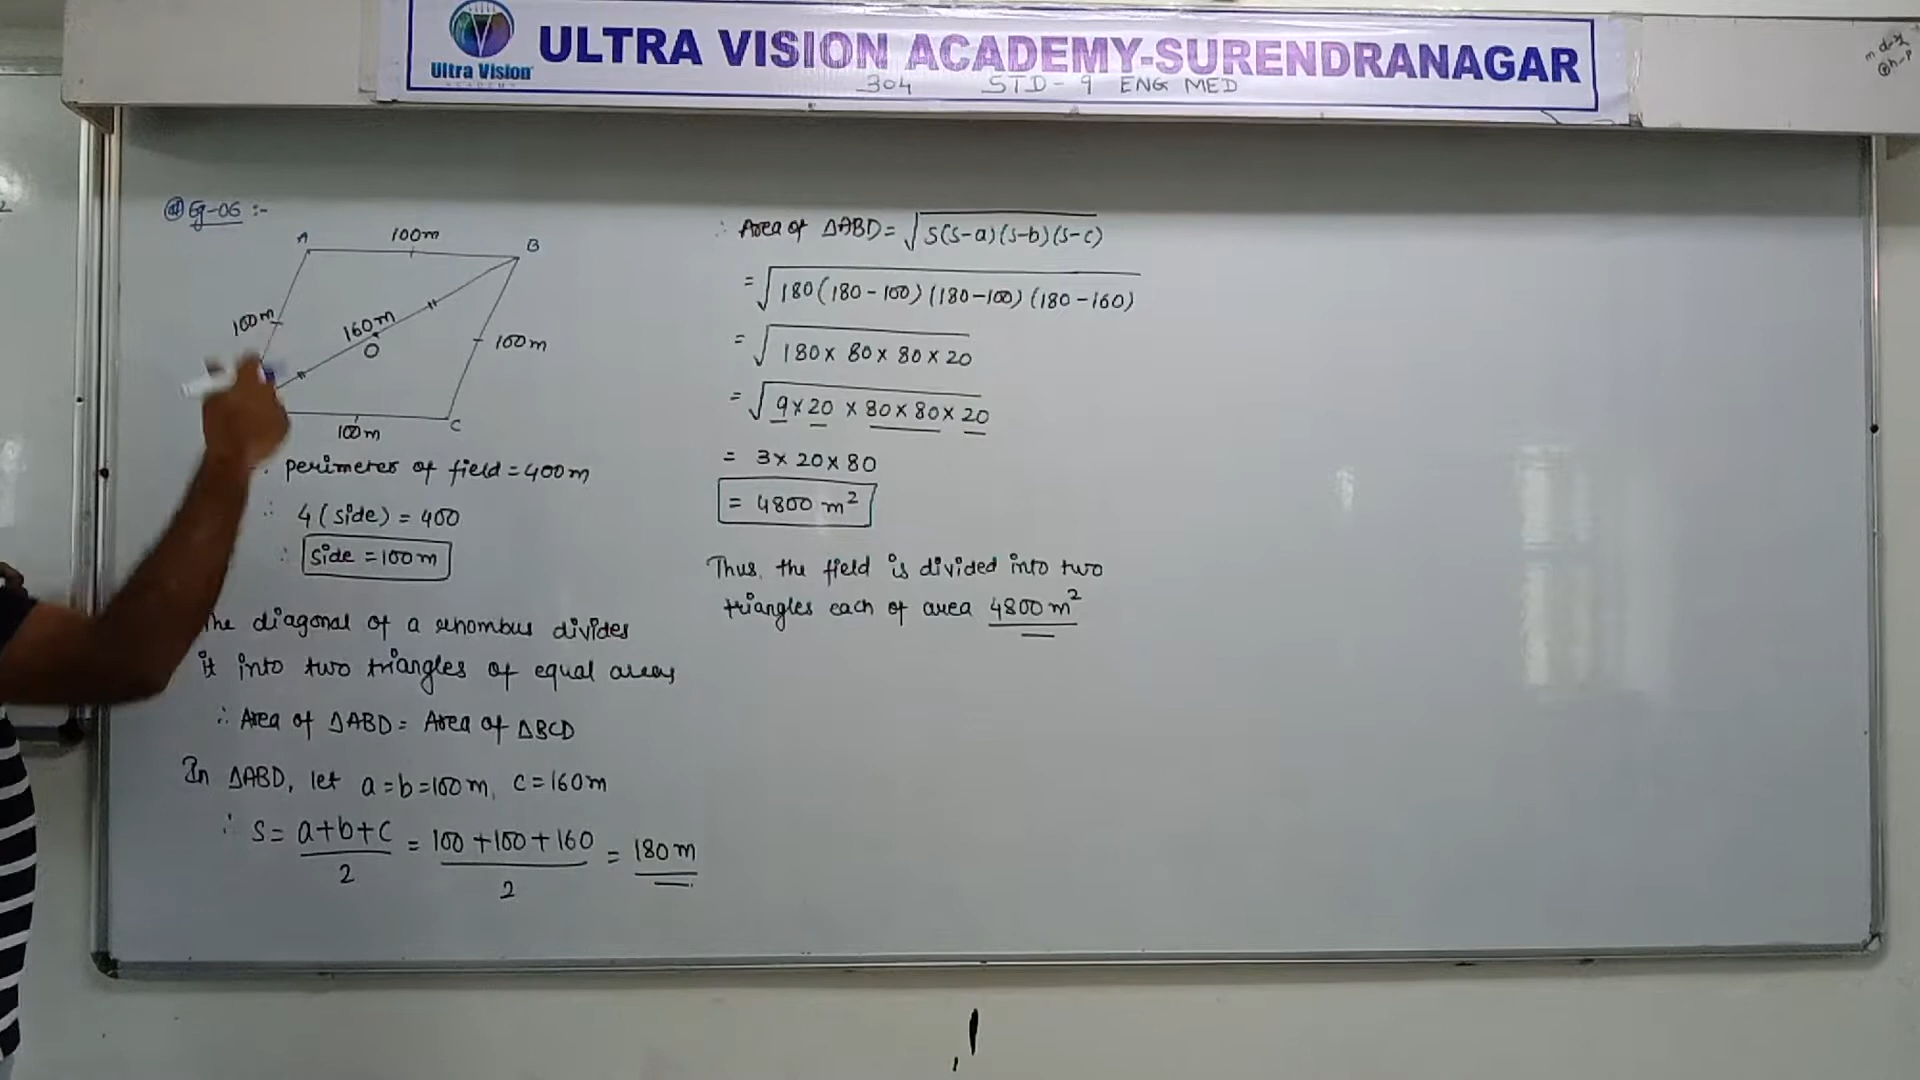 Ultra Vision
ACADEMY
ULTRA VISION ACADEMY-SURENDRANAGAR
304 STD-9 ENG MED
Eg-06 :-
A
100m
B
100m
160m
O
100m
100m
C
perimeter of field = 400m
∴ 4 (side) = 400
∴ side = 100m
The diagonal of a rhombus divides
it into two triangles of equal areas
∴ Area of ΔABD = Area of ΔBCD
In ΔABD, let a = b = 100m, c = 160m
∴ S = a+b+c/2 = 100+100+160/2 = 180m
∴ Area of ΔABD = √S(S-a)(S-b)(S-c)
= √180(180-100)(180-100)(180-160)
= √180 × 80 × 80 × 20
= √9 × 20 × 80 × 80 × 20
= 3 × 20 × 80
= 4800 m²
Thus, the field is divided into two
triangles each of area 4800 m²